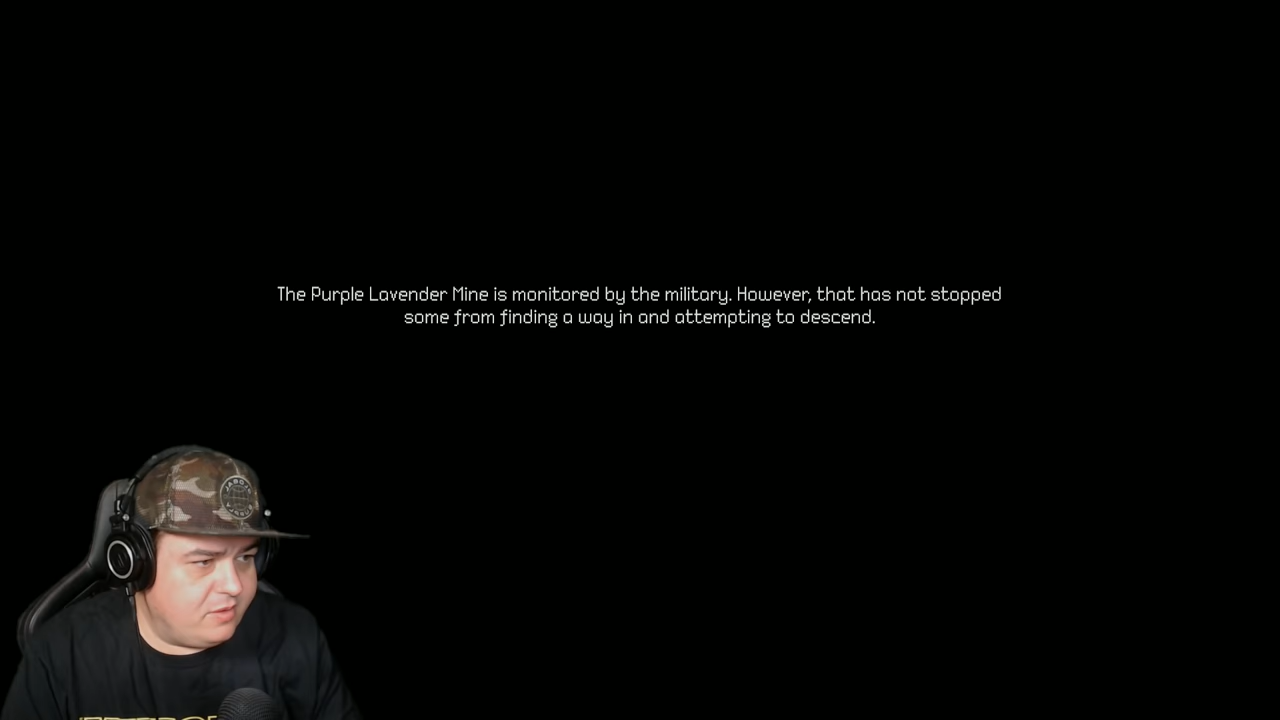 The Purple Lavender Mine is monitored by the military. However, that has not stopped
some from finding a way in and attempting to descend.